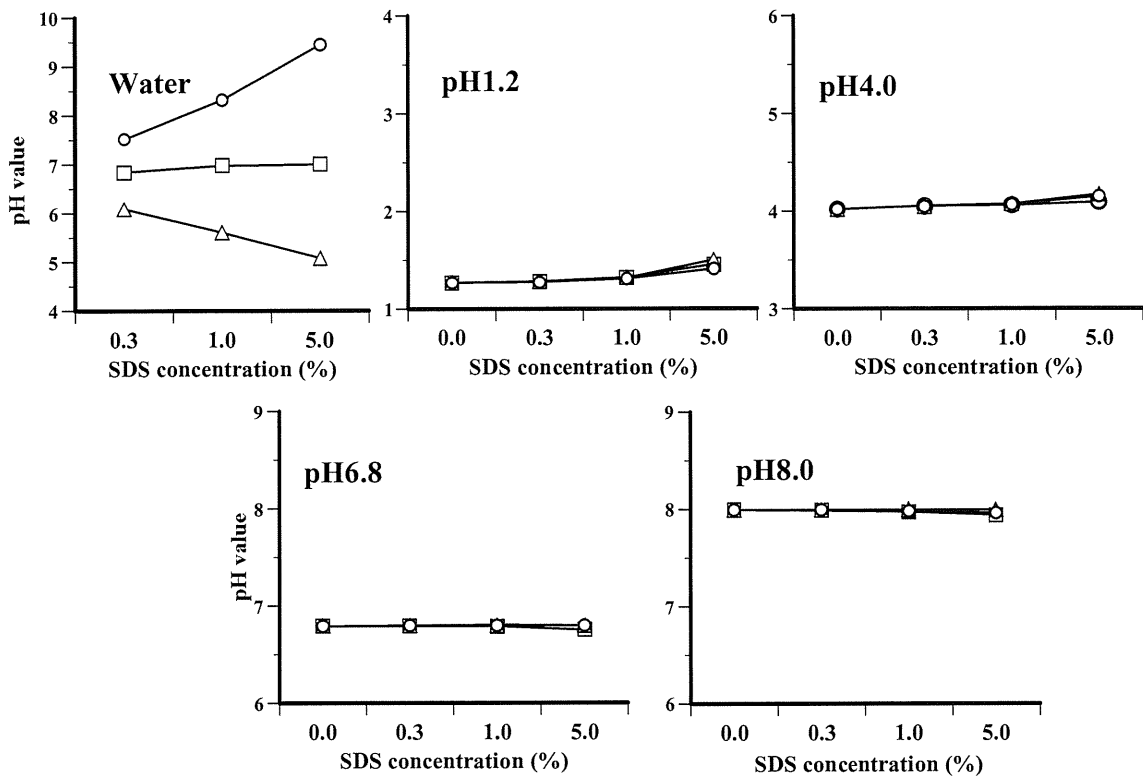 10
9
8
7
6
5
4
pH value
Water
0.3 1.0 5.0
SDS concentration (%)
4
3
2
1
pH1.2
0.0 0.3 1.0 5.0
SDS concentration (%)
6
5
4
3
pH4.0
0.0 0.3 1.0 5.0
SDS concentration (%)
9
8
7
6
pH value
pH6.8
0.0 0.3 1.0 5.0
SDS concentration (%)
9
8
7
6
pH8.0
0.0 0.3 1.0 5.0
SDS concentration (%)